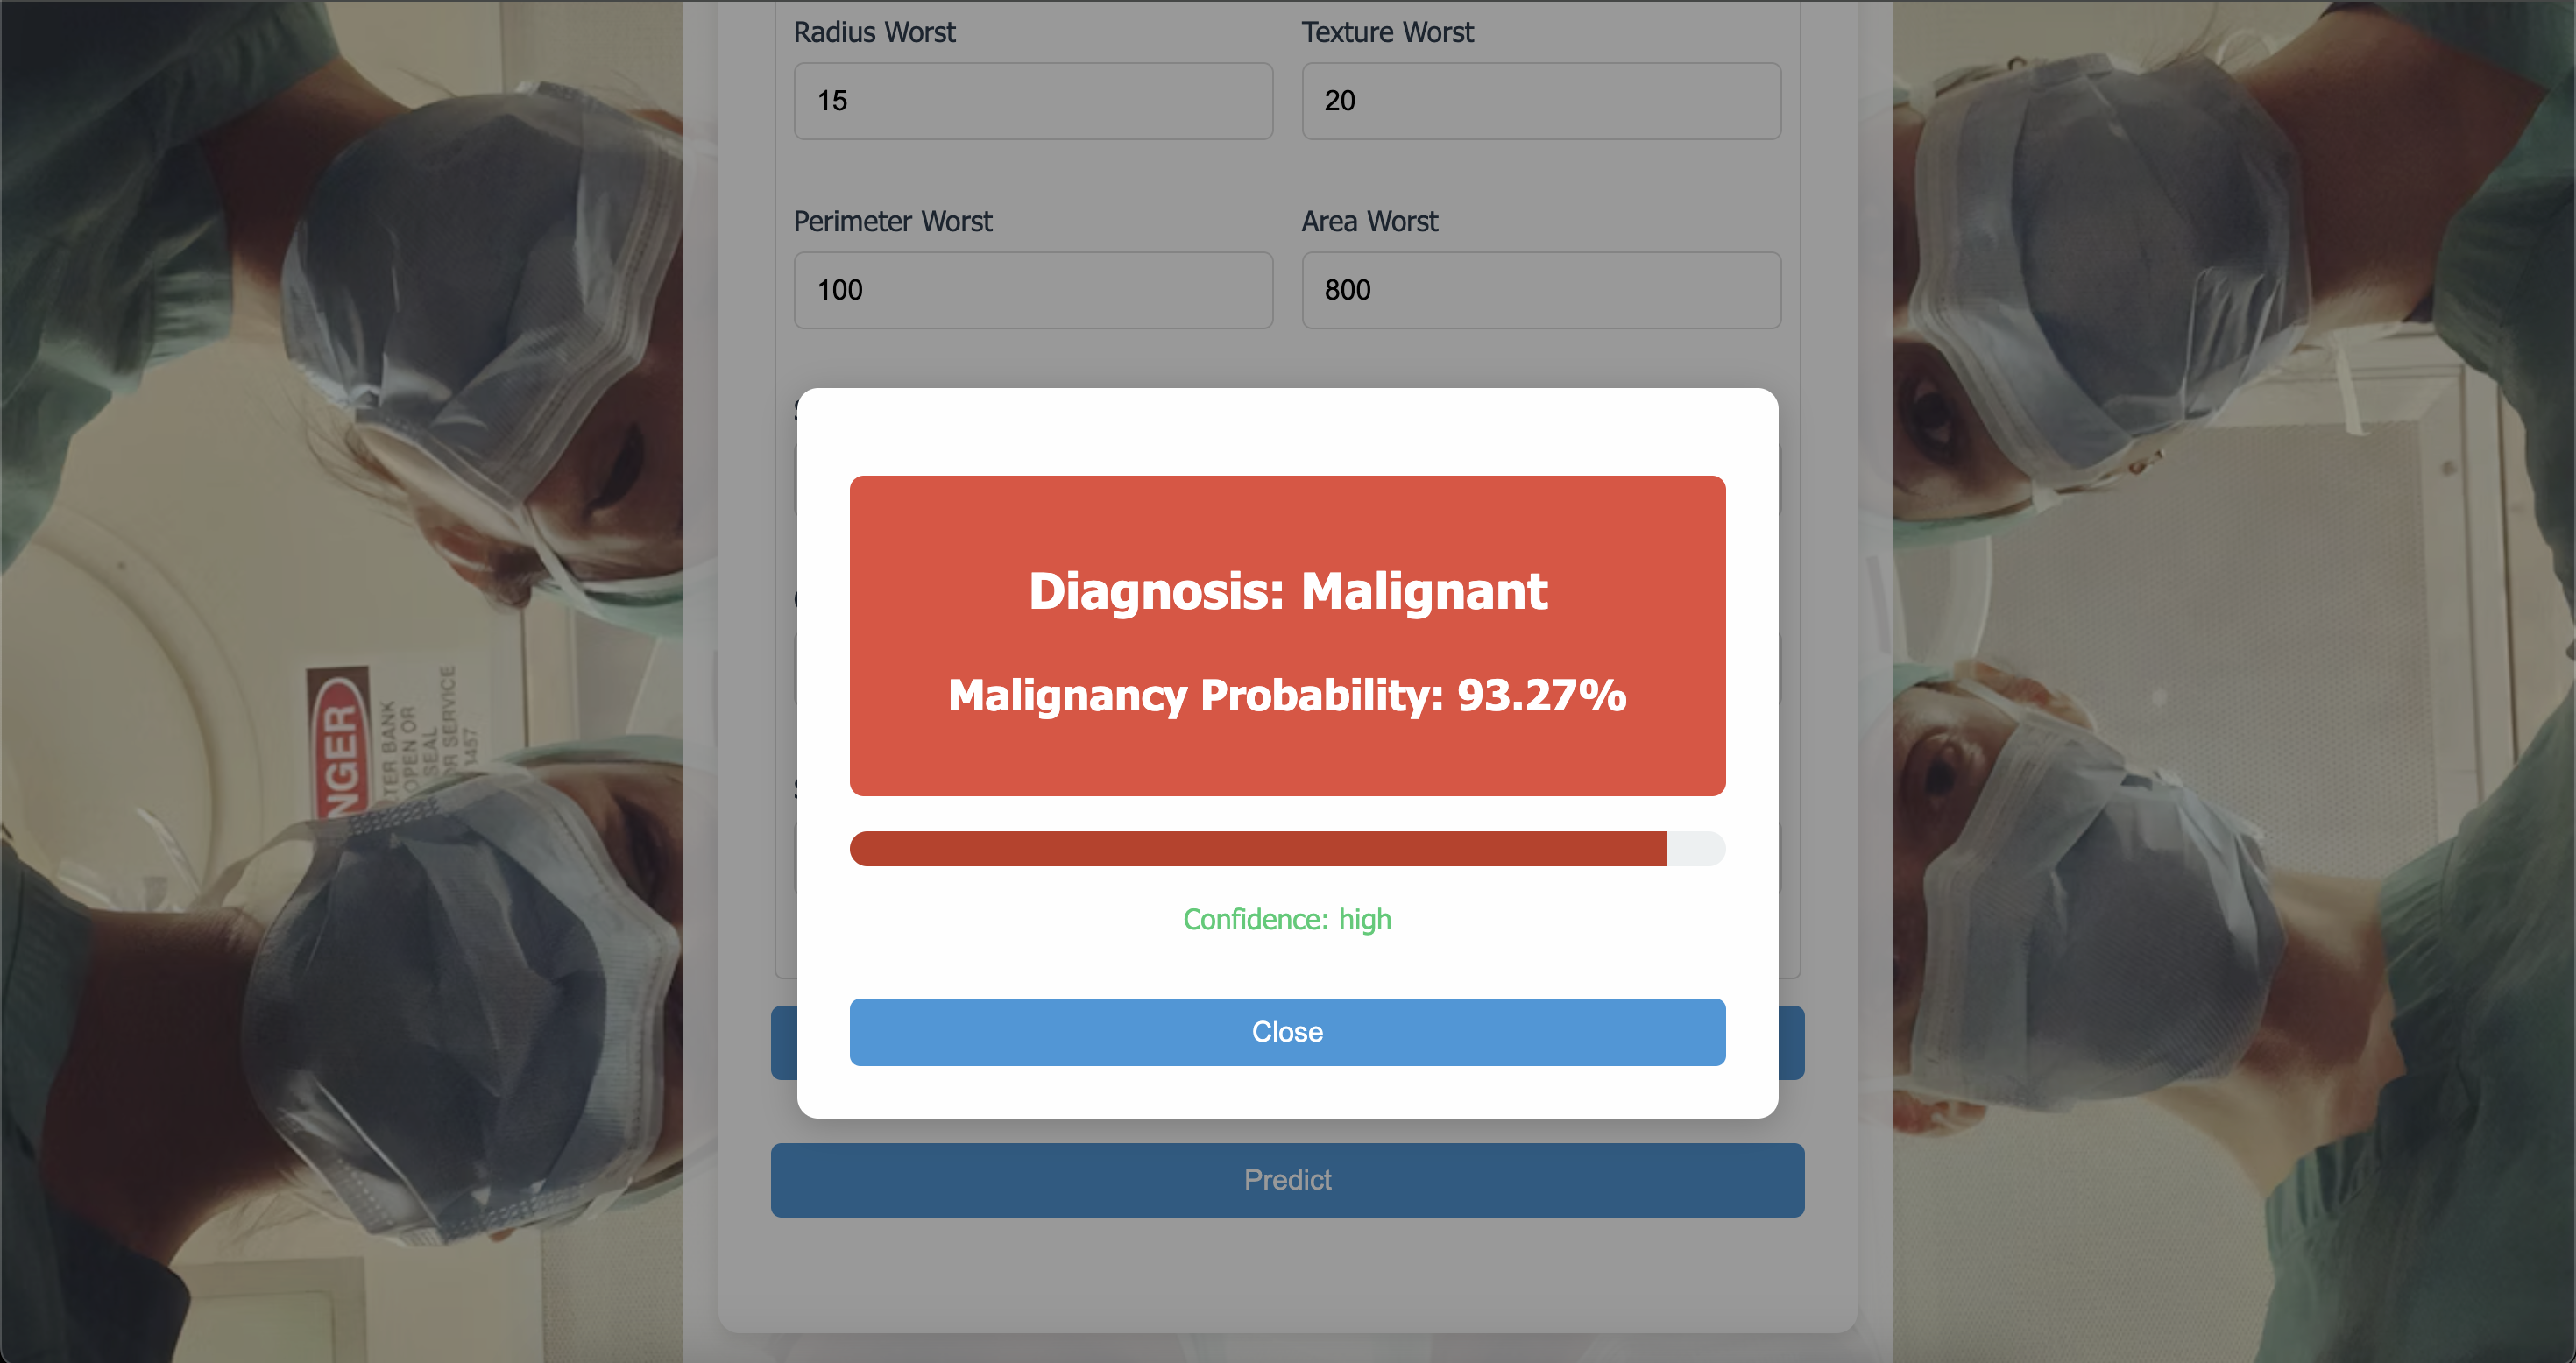 Radius Worst
Texture Worst
15
20
Perimeter Worst
Area Worst
100
800
Diagnosis: Malignant
Malignancy Probability: 93.27%
Confidence: high
Close
Predict
NGER
TER BANK
OPEN OR
SEAL
OR SERVICE